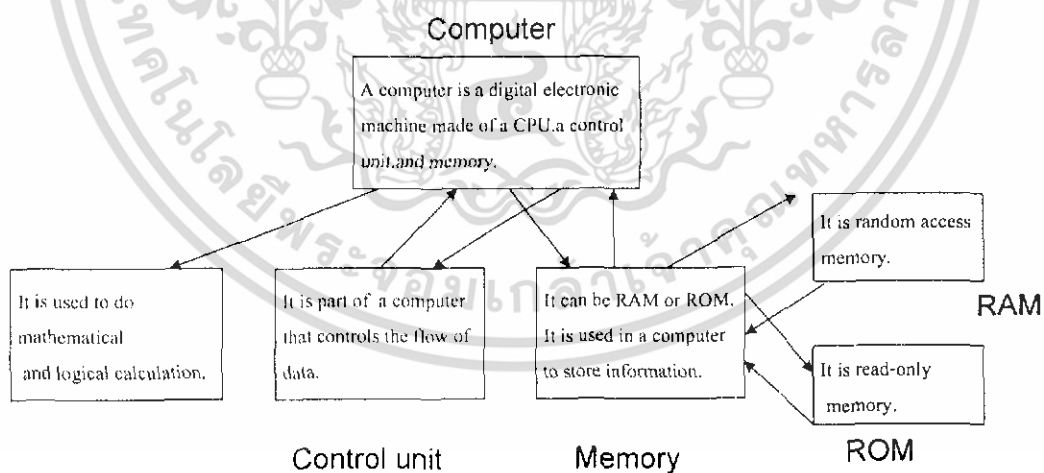 Computer
A computer is a digital electronic
machine made of a CPU.a control
unit.and memory.
It is random access
memory.
RAM
It is used to do
mathematical
and logical calculation.
It is part of a computer
that controls the flow of
data.
It can be RAM or ROM.
It is used in a computer
to store information.
It is read-only
memory.
Control unit
Memory
ROM